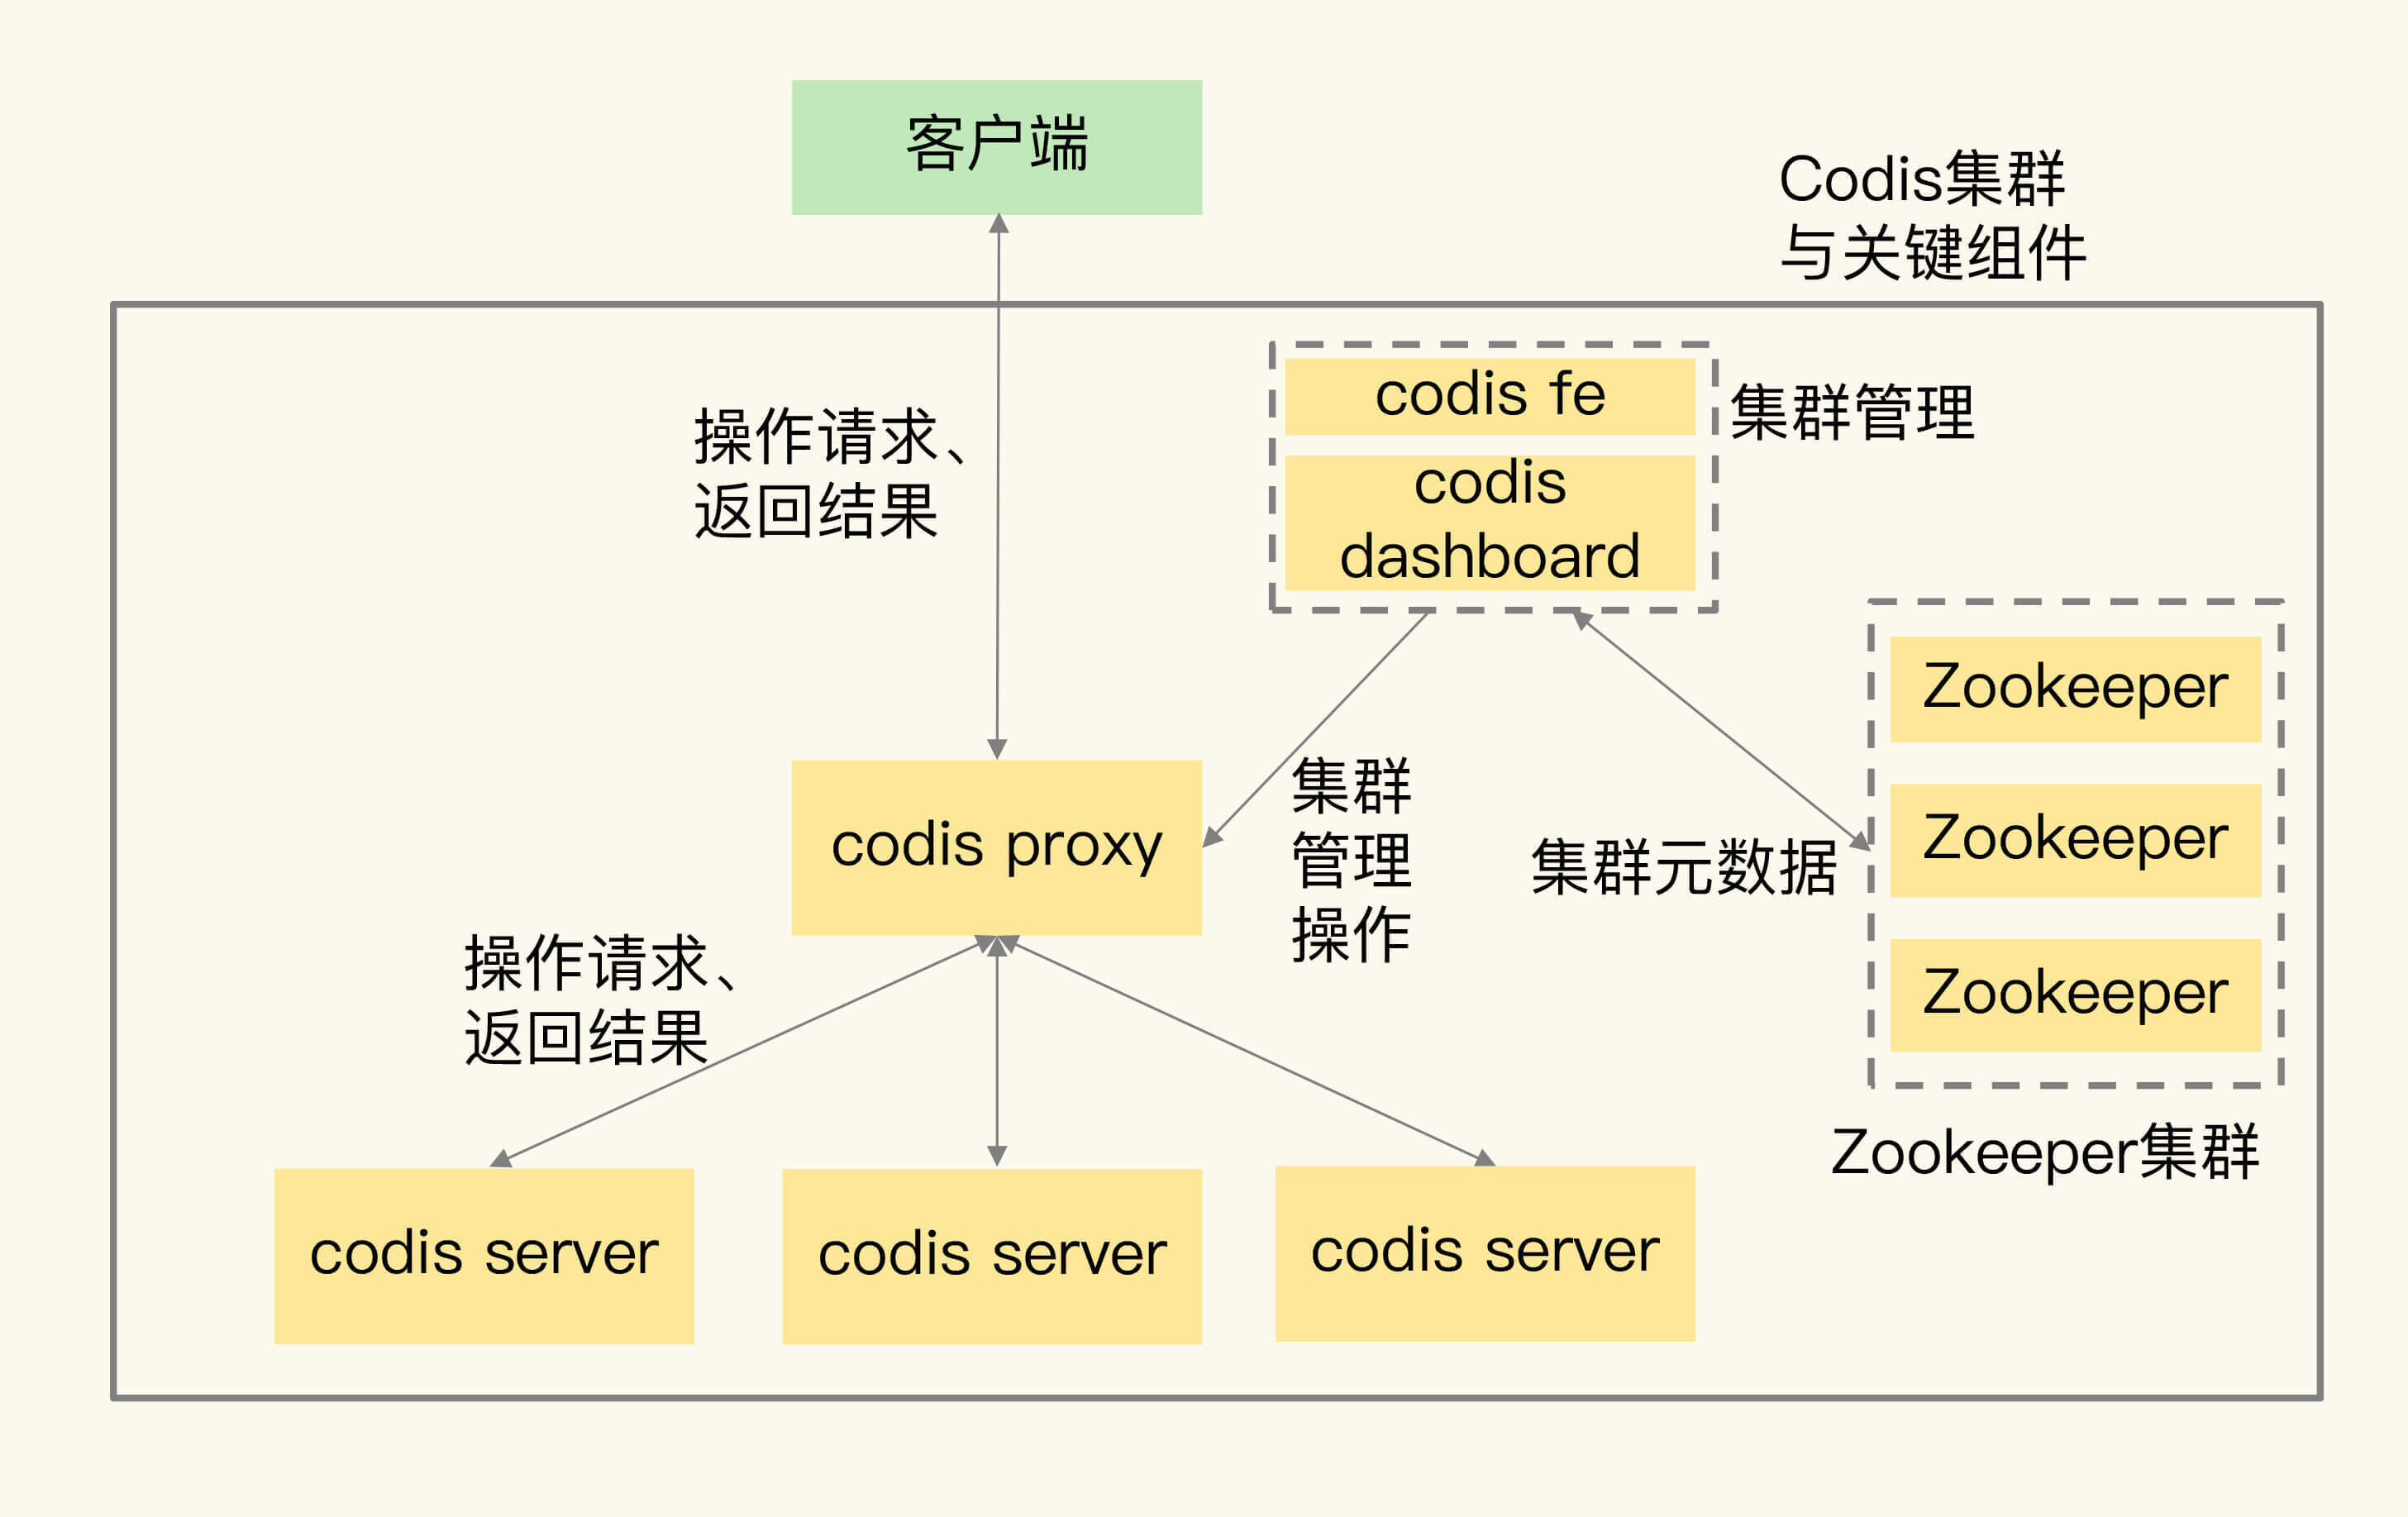 客户端
Codis集群
与关键组件
codis fe
codis
dashboard
集群管理
操作请求、
返回结果
Zookeeper
Zookeeper
Zookeeper
Zookeeper集群
codis proxy
集群
管理
操作
集群元数据
操作请求、
返回结果
codis server
codis server
codis server